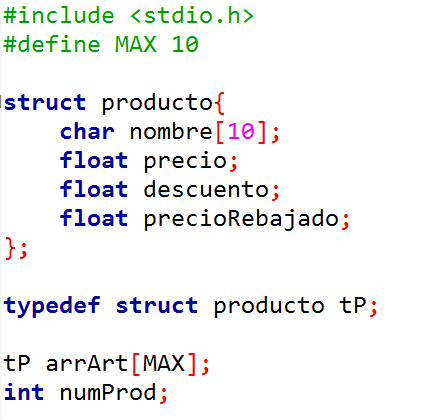 #include <stdio.h>
#define MAX 10
struct producto{
char nombre[10];
float precio;
float descuento;
float precioRebajado;
};
typedef struct producto tP;
tP arrArt[MAX];
int numProd;